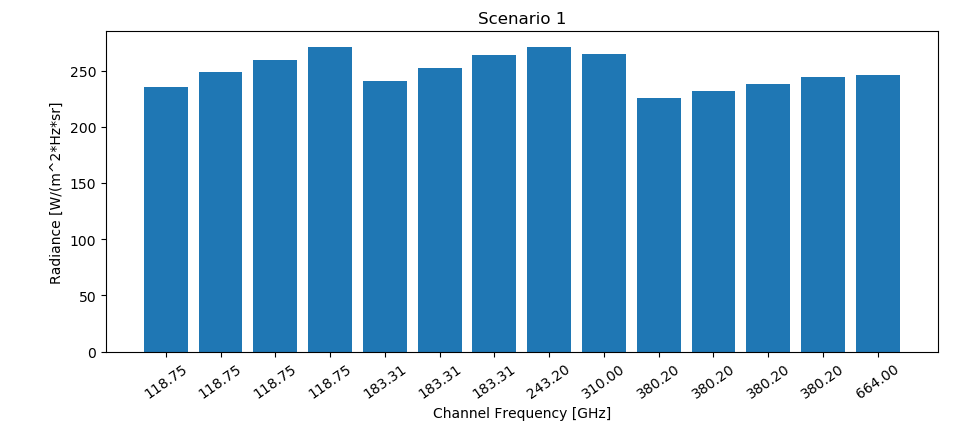 Scenario 1
Radiance [W/(m^2*Hz*sr]
250
200
150
100
50
0
118.75 118.75 118.75 118.75 183.31 183.31 183.31 243.20 310.00 380.20 380.20 380.20 380.20 664.00
Channel Frequency [GHz]